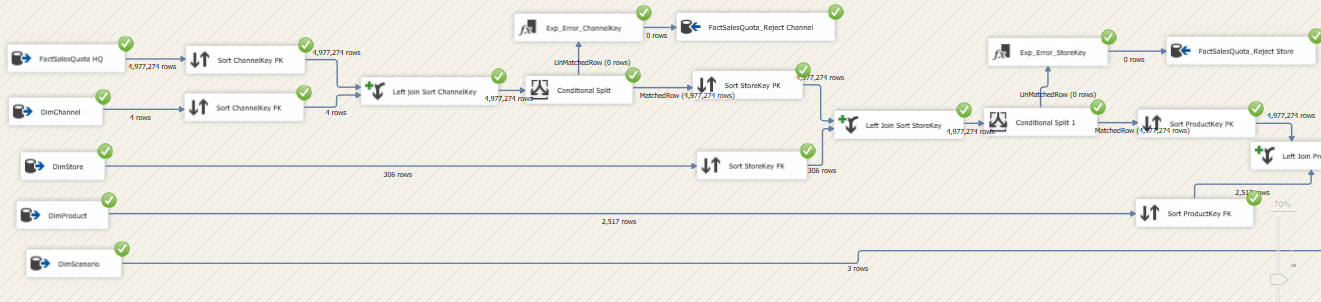 Exp_Error_ChannelKey
0 rows
FactSalesQuota_Reject Channel
FactSalesQuota HQ
4,977,274 rows
Sort ChannelKey PK
4,977,274 rows
UnMatchedRow (0 rows)
Exp_Error_StoreKey
0 rows
FactSalesQuota_Reject Store
DimChannel
4 rows
Sort ChannelKey FK
4 rows
Left Join Sort ChannelKey
4,977,274 rows
Conditional Split
MatchedRow (4,977,274 rows)
Sort StoreKey PK
4,977,274 rows
UnMatchedRow (0 rows)
Left Join Sort StoreKey
4,977,274 rows
Conditional Split 1
MatchedRow (4,977,274 rows)
Sort ProductKey PK
4,977,274 rows
Left Join Pr
DimStore
306 rows
Sort StoreKey FK
306 rows
DimProduct
2,517 rows
Sort ProductKey FK
2,517 rows
70%
DimScenario
3 rows